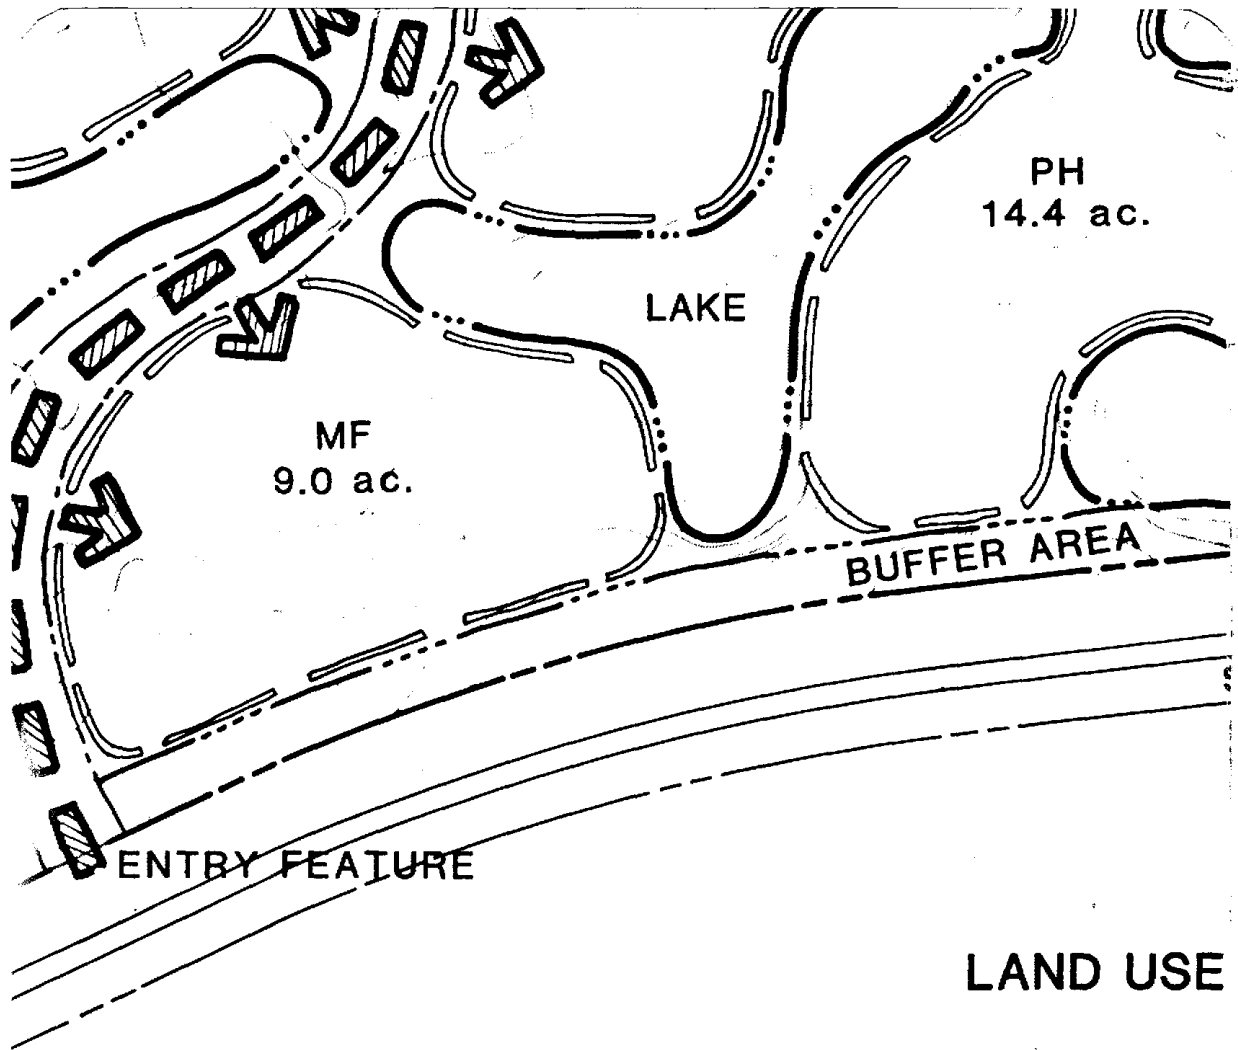 PH
14.4 ac.
LAKE
MF
9.0 ac.
BUFFER AREA
ENTRY FEATURE
LAND USE